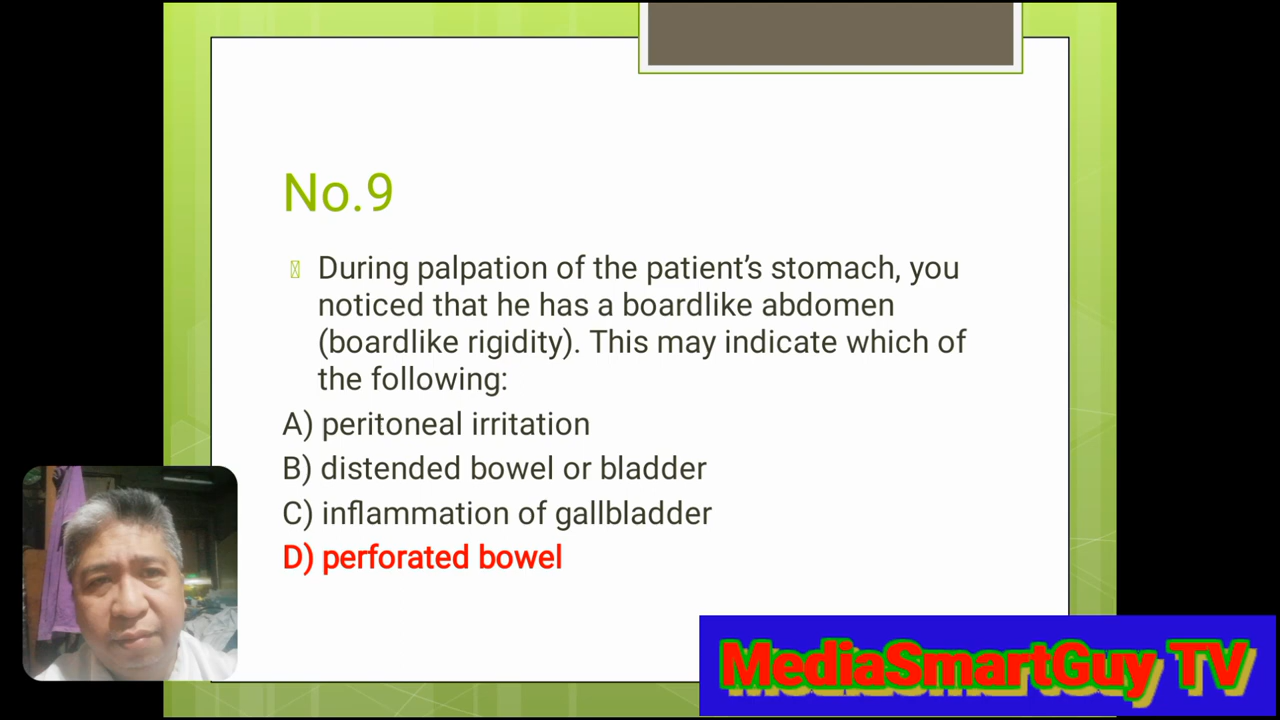 No.9
During palpation of the patient’s stomach, you
noticed that he has a boardlike abdomen
(boardlike rigidity). This may indicate which of
the following:
A) peritoneal irritation
B) distended bowel or bladder
C) inflammation of gallbladder
D) perforated bowel
MediaSmartGuy TV